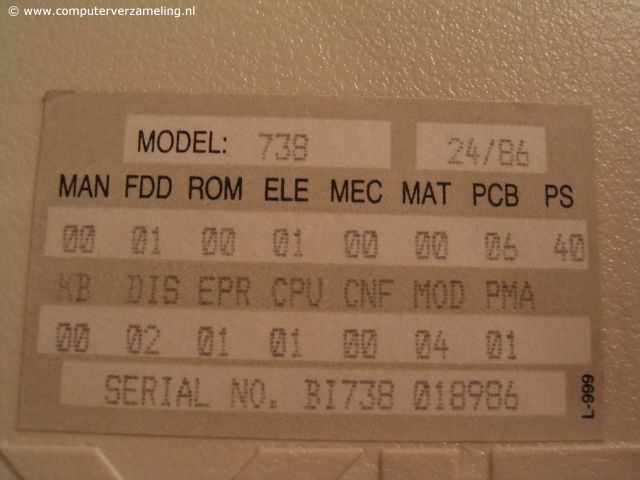 © www.computerverzameling.nl
MODEL: 738 24/86
MAN FDD ROM ELE MEC MAT PCB PS
00 01 00 01 00 00 06 40
KB DIS EPR CPU CNF MOD PMA
00 02 01 01 00 04 01
SERIAL NO. BI738 018986
L-999